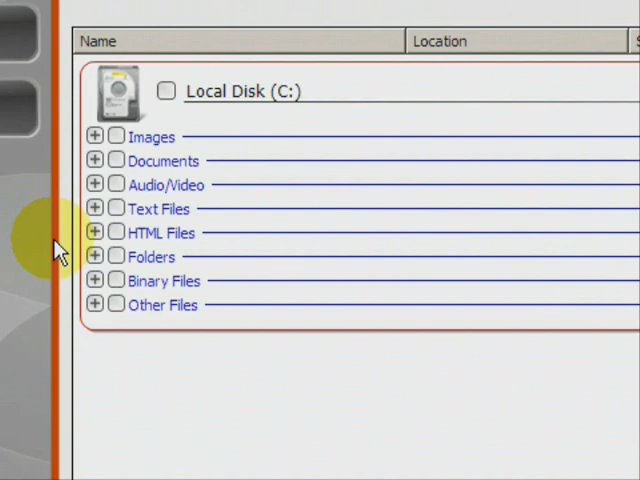 Name Location
Local Disk (C:)
Images
Documents
Audio/Video
Text Files
HTML Files
Folders
Binary Files
Other Files